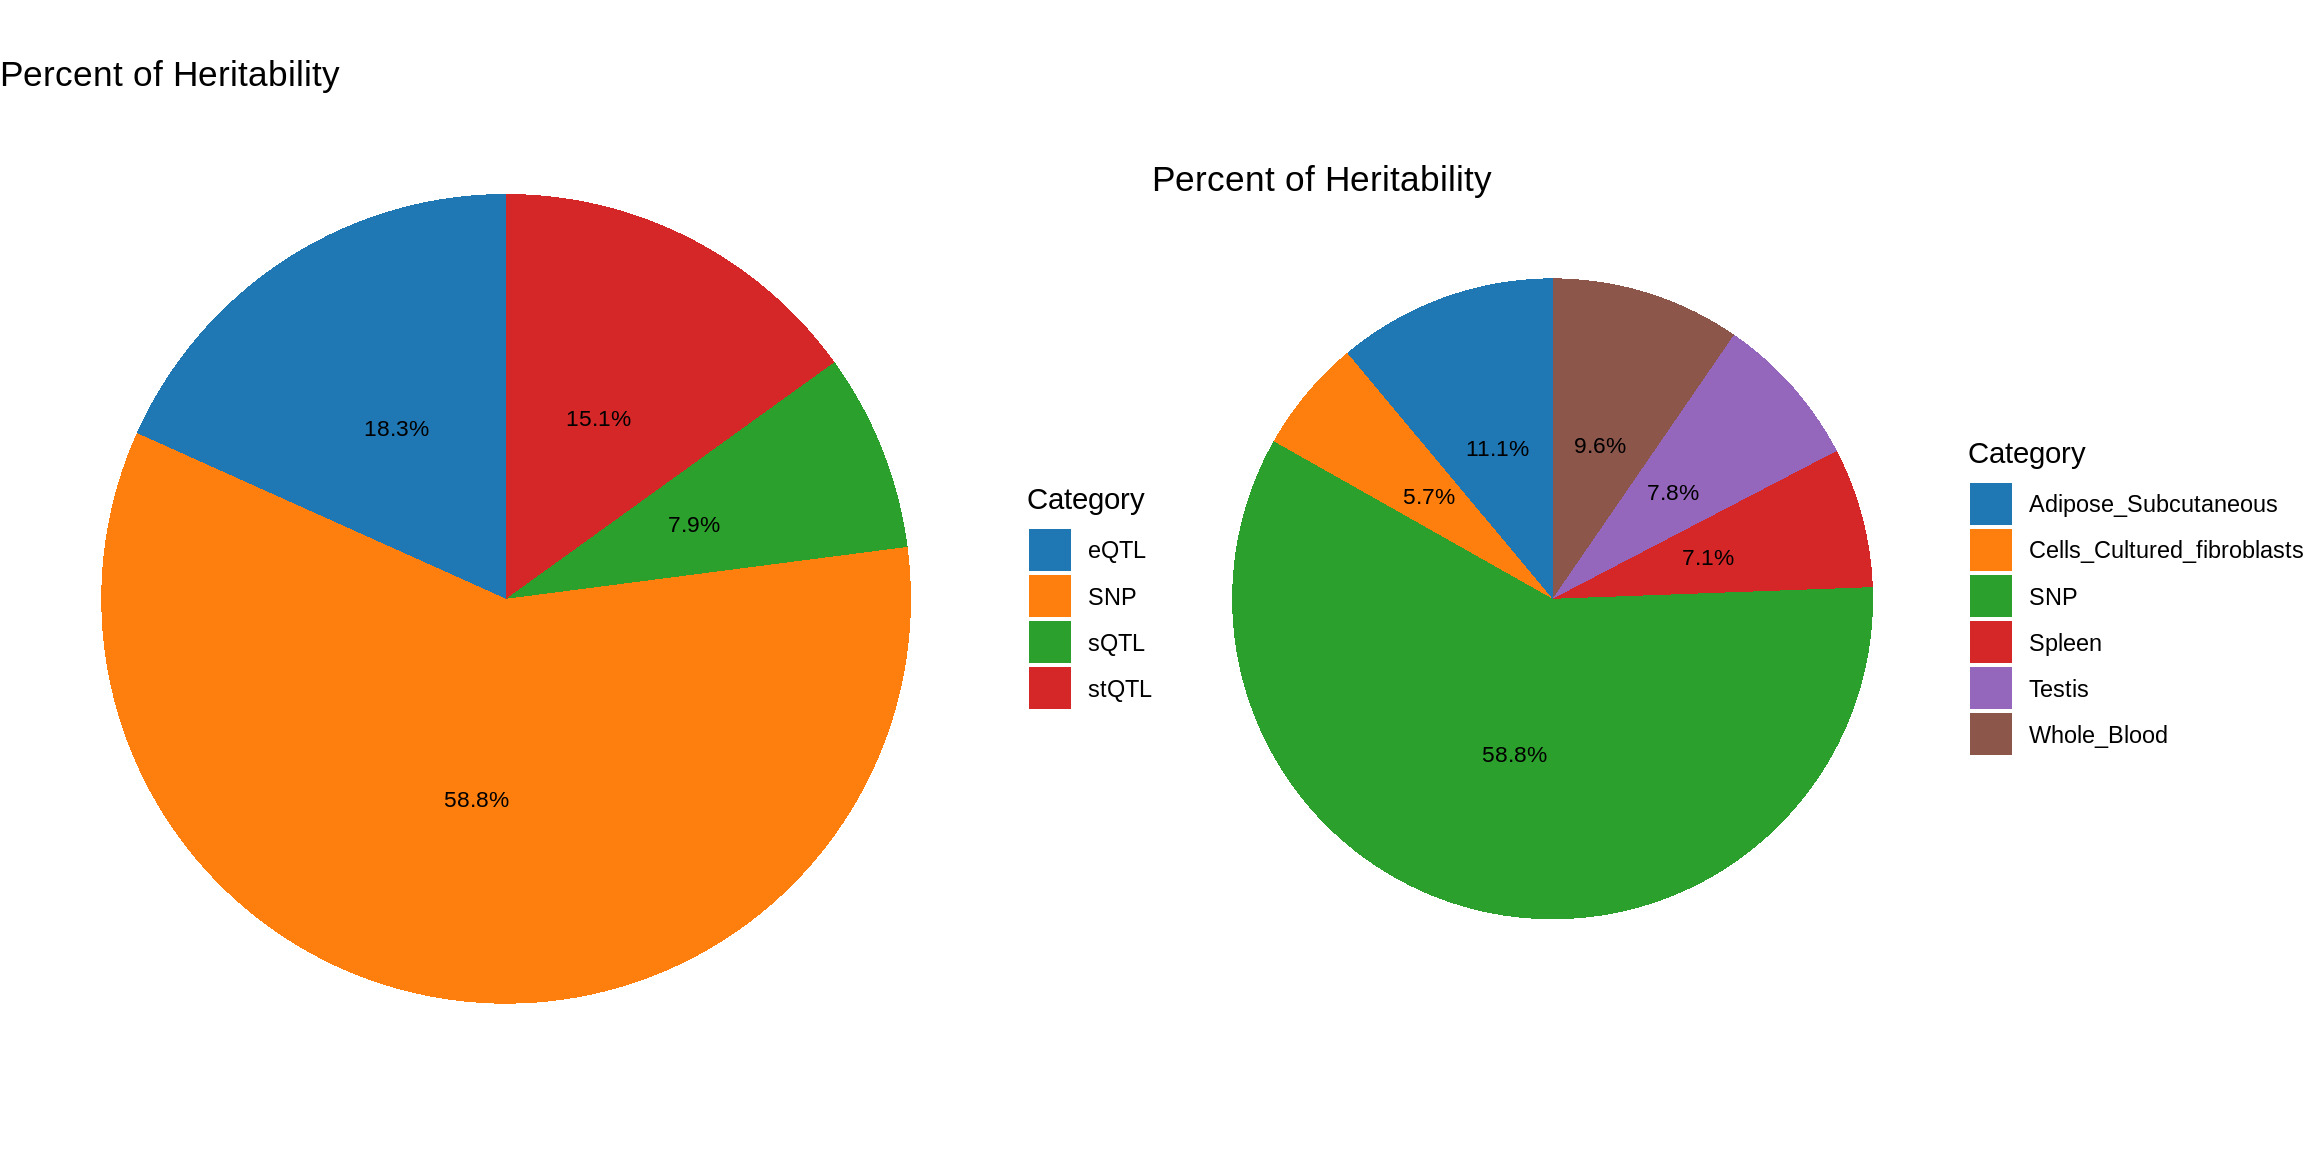 Percent of Heritability
18.3%
15.1%
7.9%
58.8%
Category
eQTL
SNP
sQTL
stQTL
Percent of Heritability
11.1%
9.6%
5.7%
7.8%
7.1%
58.8%
Category
Adipose_Subcutaneous
Cells_Cultured_fibroblasts
SNP
Spleen
Testis
Whole_Blood